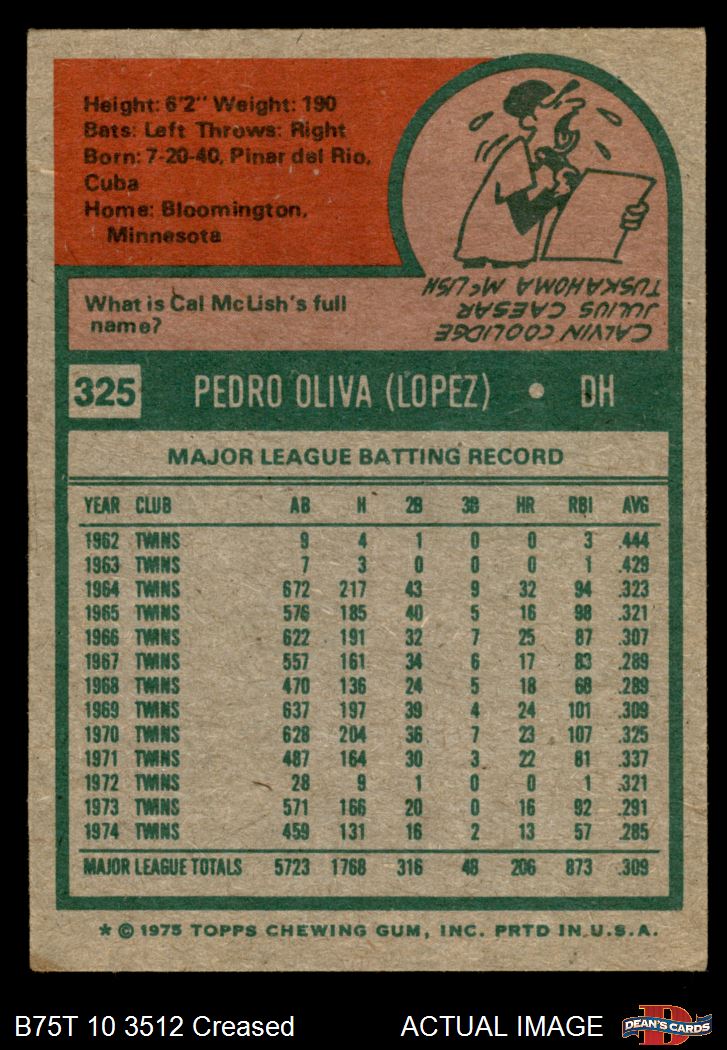 Height: 6'2" Weight: 190
Bats: Left Throws: Right
Born: 7-20-40, Pinar del Rio,
Cuba
Home: Bloomington,
Minnesota
What is Cal McLish's full
name?
CALVIN COOLIDGE
JULIUS CAESAR
TUSKAHOMA McLISH
325 PEDRO OLIVA (LOPEZ) • DH
MAJOR LEAGUE BATTING RECORD
YEAR CLUB AB H 2B 3B HR RBI AVG
1962 TWINS 9 4 1 0 0 3 .444
1963 TWINS 7 3 0 0 0 1 .429
1964 TWINS 672 217 43 9 32 94 .323
1965 TWINS 576 185 40 5 16 98 .321
1966 TWINS 622 191 32 7 25 87 .307
1967 TWINS 557 161 34 6 17 83 .289
1968 TWINS 470 136 24 5 18 68 .289
1969 TWINS 637 197 39 4 24 101 .309
1970 TWINS 628 204 36 7 23 107 .325
1971 TWINS 487 164 30 3 22 81 .337
1972 TWINS 28 9 1 0 0 1 .321
1973 TWINS 571 166 20 0 16 92 .291
1974 TWINS 459 131 16 2 13 57 .285
MAJOR LEAGUE TOTALS 5723 1768 316 48 206 873 .309
* © 1975 TOPPS CHEWING GUM, INC. PRTD IN U.S.A.
B75T 10 3512 Creased ACTUAL IMAGE D DEAN'S CARDS